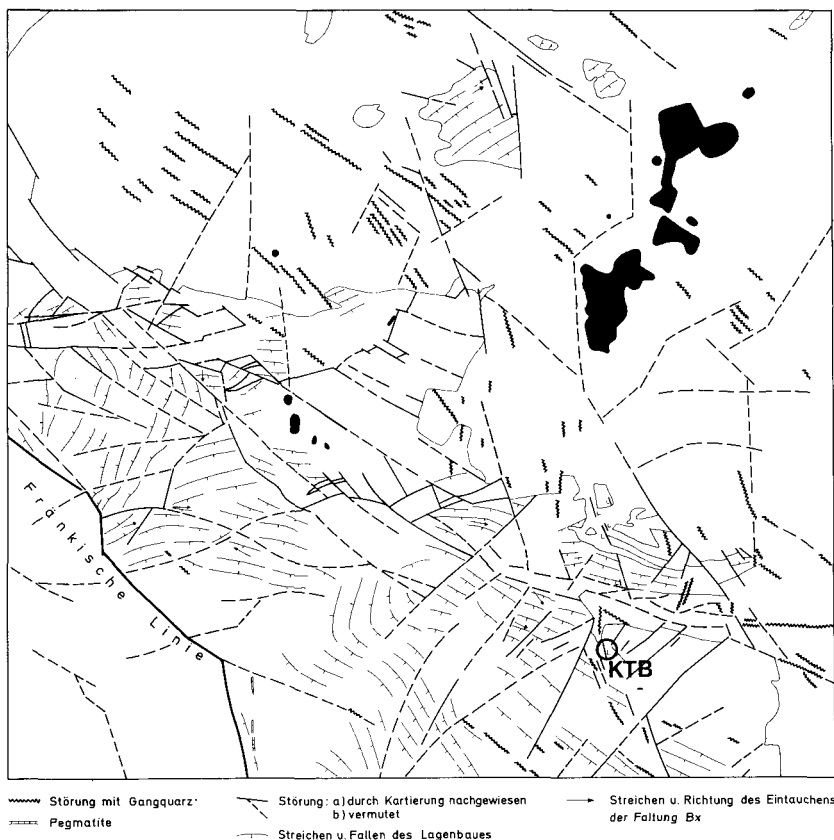 Fränkische Linie
KTB
Störung mit Gangquarz
Pegmatite
Störung: a) durch Kartierung nachgewiesen
b) vermutet
Streichen u. Fallen des Lagenbaues
Streichen u. Richtung des Eintauchens
der Faltung Bx